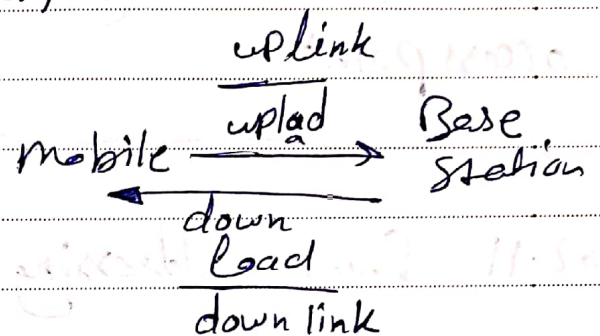 uplink
uplad
a
Mobile
Base
Station
down
load
down link